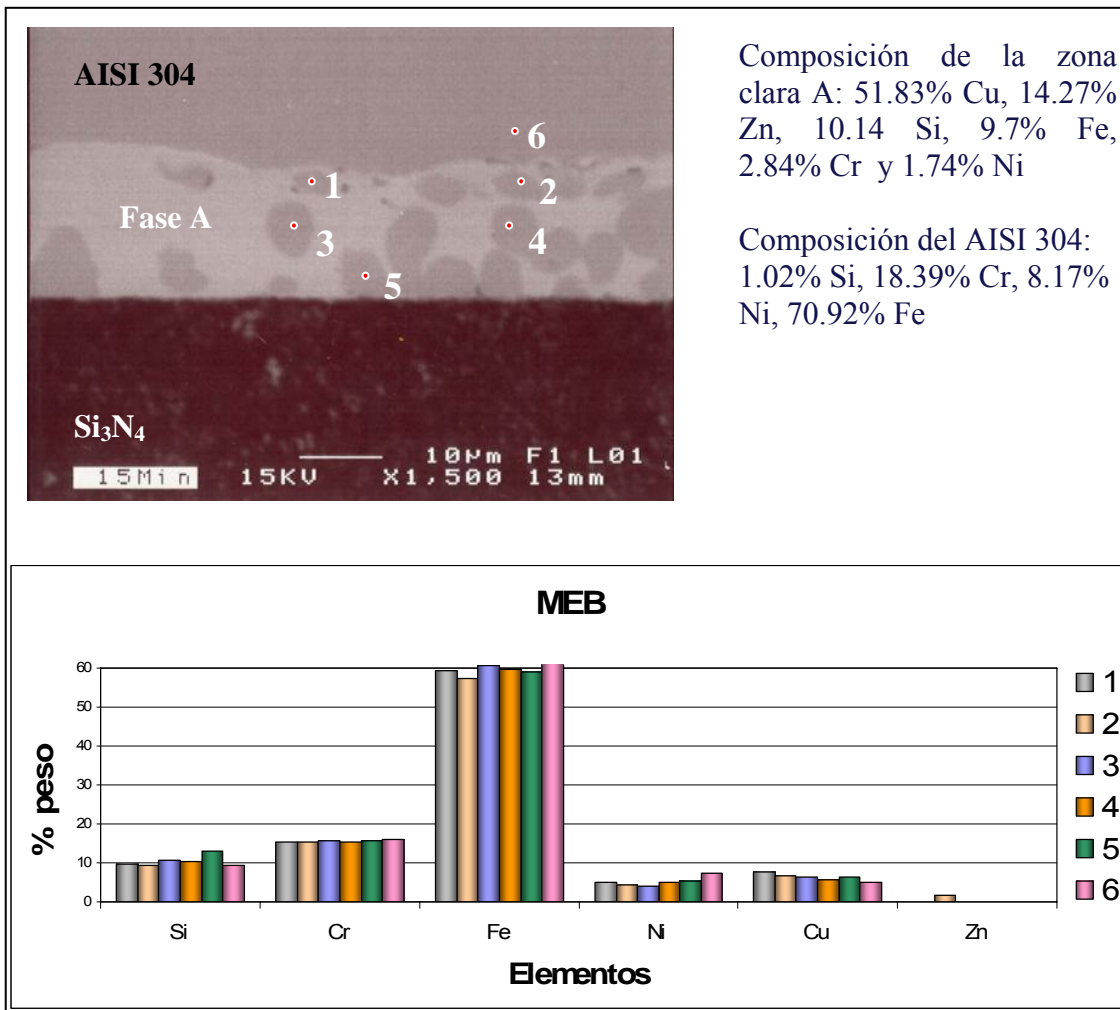 AISI 304
6
1
2
Fase A
3
4
5
Si₃N₄
10µm F1 L01
15Min 15KV X1,500 13mm
Composición de la zona
clara A: 51.83% Cu, 14.27%
Zn, 10.14 Si, 9.7% Fe,
2.84% Cr y 1.74% Ni
Composición del AISI 304:
1.02% Si, 18.39% Cr, 8.17%
Ni, 70.92% Fe
MEB
60
50
40
30
20
10
0
% peso
Si Cr Fe Ni Cu Zn
Elementos
1
2
3
4
5
6